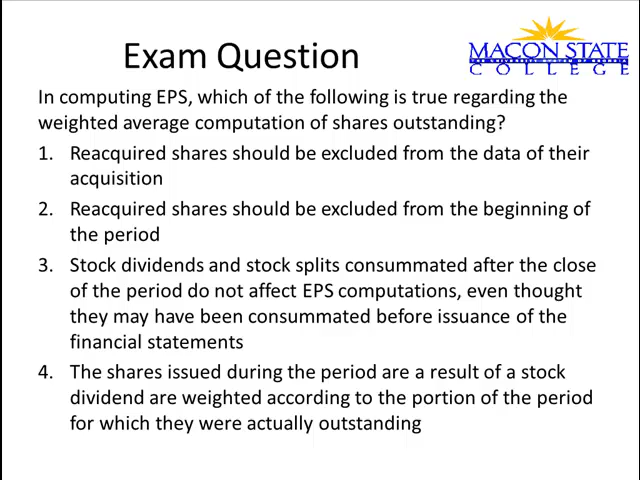 Exam Question
MACON STATE
COLLEGE
In computing EPS, which of the following is true regarding the
weighted average computation of shares outstanding?
1. Reacquired shares should be excluded from the data of their
acquisition
2. Reacquired shares should be excluded from the beginning of
the period
3. Stock dividends and stock splits consummated after the close
of the period do not affect EPS computations, even thought
they may have been consummated before issuance of the
financial statements
4. The shares issued during the period are a result of a stock
dividend are weighted according to the portion of the period
for which they were actually outstanding